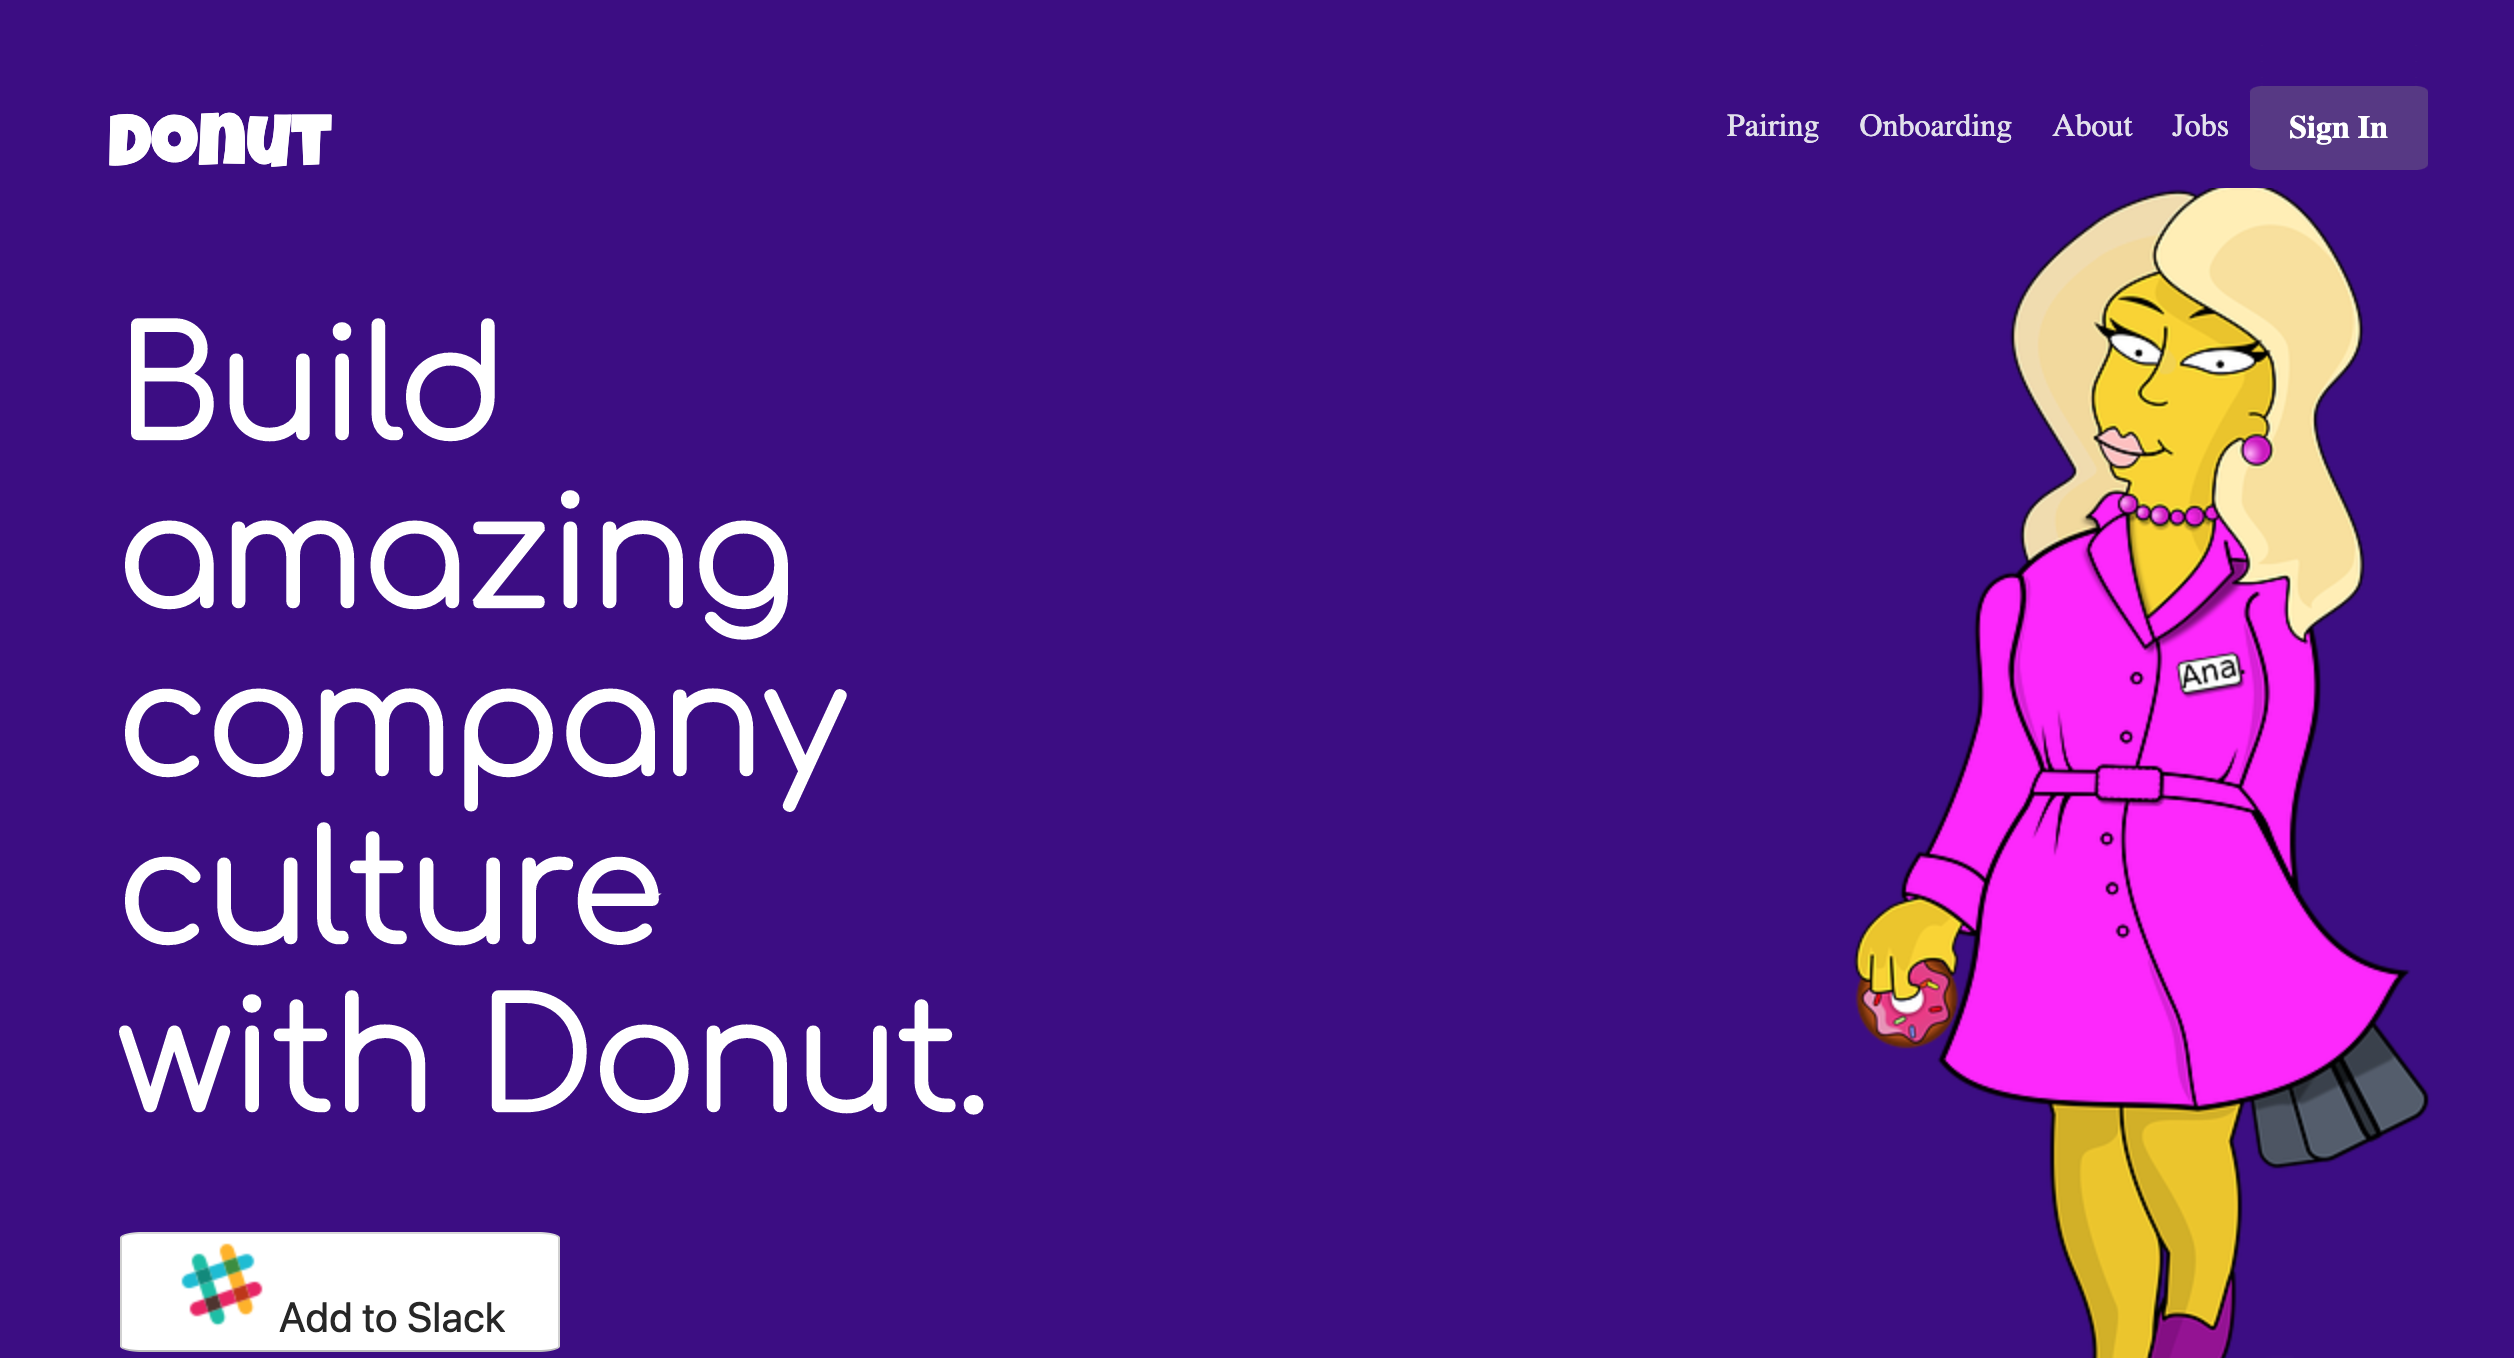 DONUT
Pairing Onboarding About Jobs Sign In
Build
amazing
company
culture
with Donut.
Ana
Add to Slack